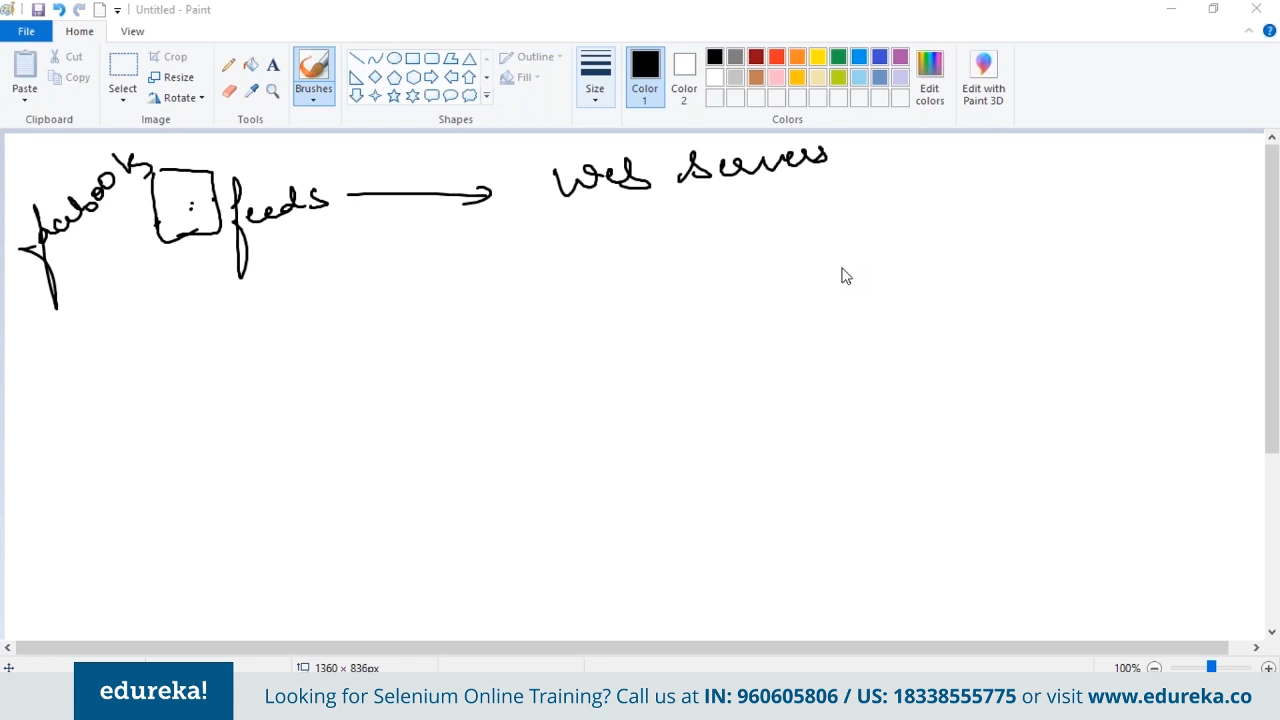 Untitled - Paint
File Home View
Paste
Cut
Copy
Clipboard
Select
Crop
Resize
Rotate
Image
Tools
Brushes
Shapes
Outline
Fill
Size
Color 1
Color 2
Colors
Edit colors
Edit with Paint 3D
feeds
Web Servers
1360 × 836px
100%
edureka!
Looking for Selenium Online Training? Call us at IN: 960605806 / US: 18338555775 or visit www.edureka.co